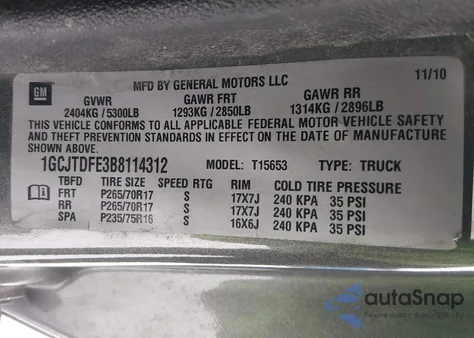 GM
MFD BY GENERAL MOTORS LLC 11/10
GVWR GAWR FRT GAWR RR
2404KG / 5300LB 1293KG / 2850LB 1314KG / 2896LB
THIS VEHICLE CONFORMS TO ALL APPLICABLE FEDERAL MOTOR VEHICLE SAFETY
AND THEFT PREVENTION STANDARDS IN EFFECT ON THE DATE OF
MANUFACTURE SHOWN ABOVE.
1GCJTDFE3B8114312 MODEL: T15653 TYPE: TRUCK
TBFD TIRE SIZE SPEED RTG RIM COLD TIRE PRESSURE
FRT P265/70R17 S 17X7J 240 KPA 35 PSI
RR P265/70R17 S 17X7J 240 KPA 35 PSI
SPA P235/75R16 S 16X6J 240 KPA 35 PSI
autoSnap